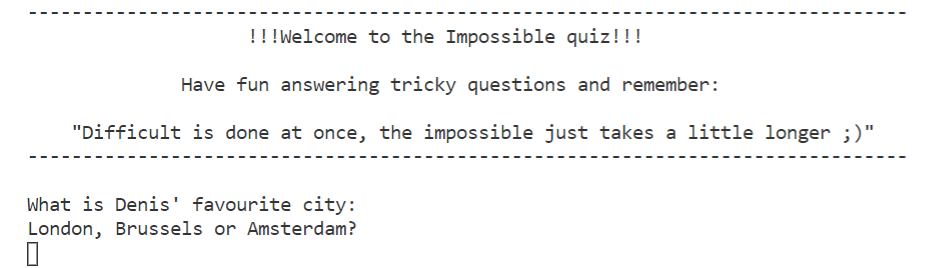 !!!Welcome to the Impossible quiz!!!
Have fun answering tricky questions and remember:
"Difficult is done at once, the impossible just takes a little longer ;)"
What is Denis' favourite city:
London, Brussels or Amsterdam?